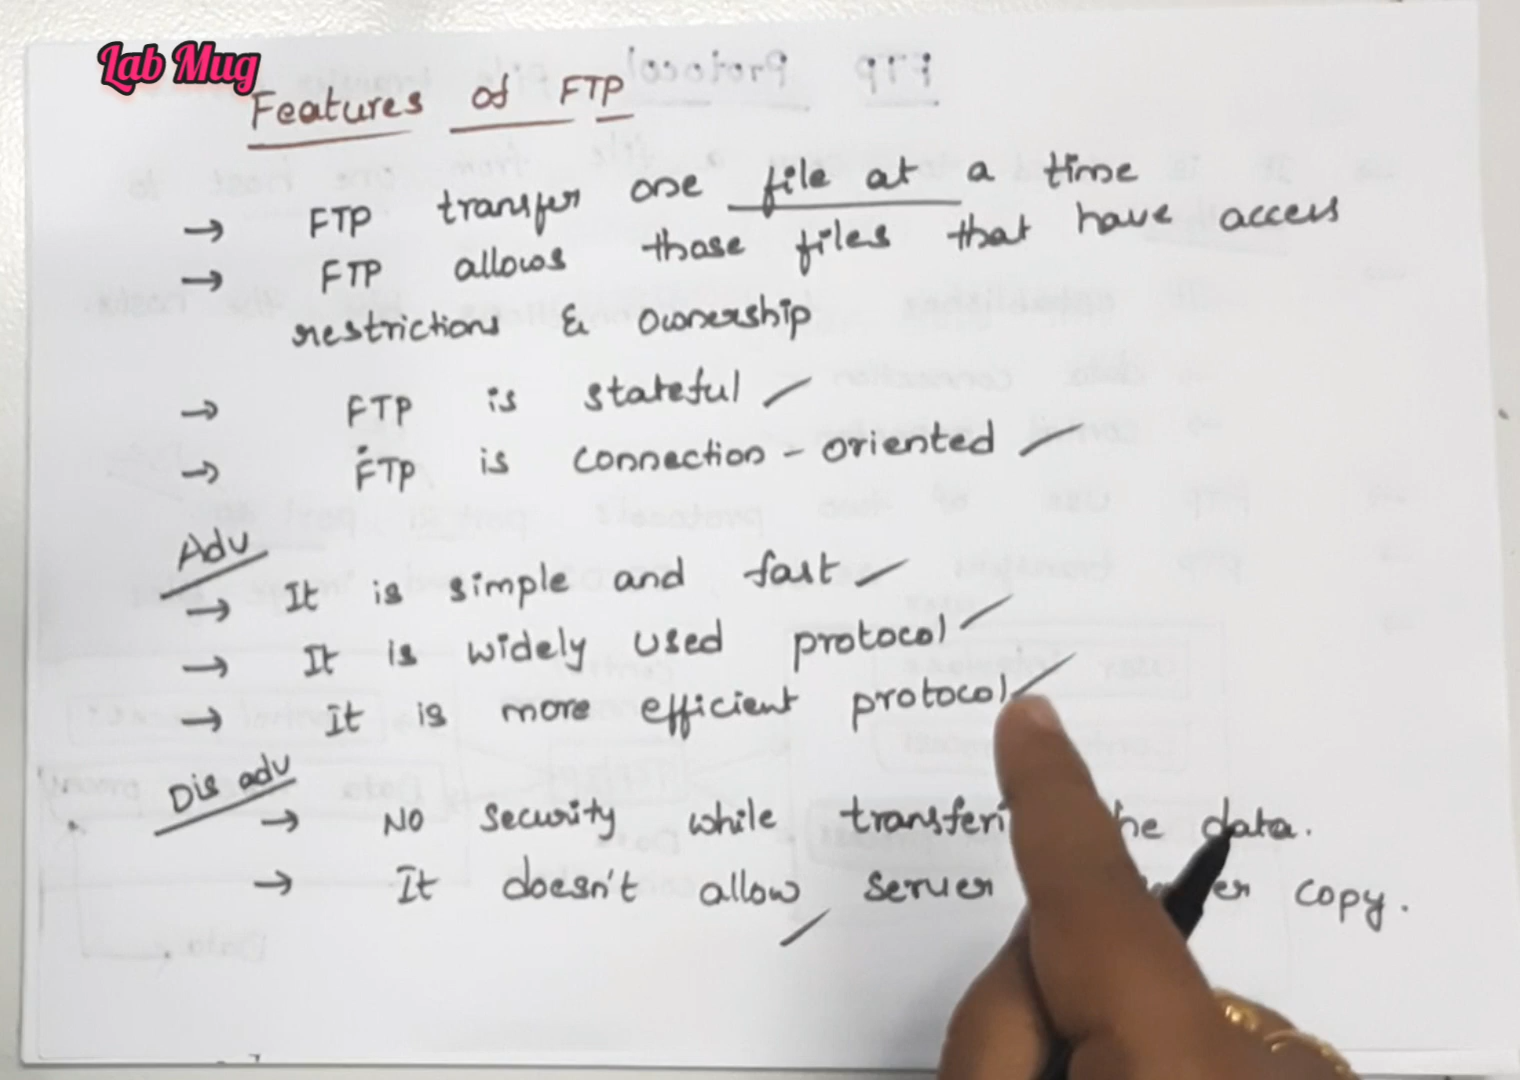 Lab Mug
Features of FTP
→ FTP transfer one file at a time
→ FTP allows those files that have access
restrictions & ownership
→ FTP is stateful
→ FTP is connection-oriented
Adv
→ It is simple and fast
→ It is widely used protocol
→ It is more efficient protocol
Dis adv
→ NO security while the data.
→ It doesn't allow server copy.